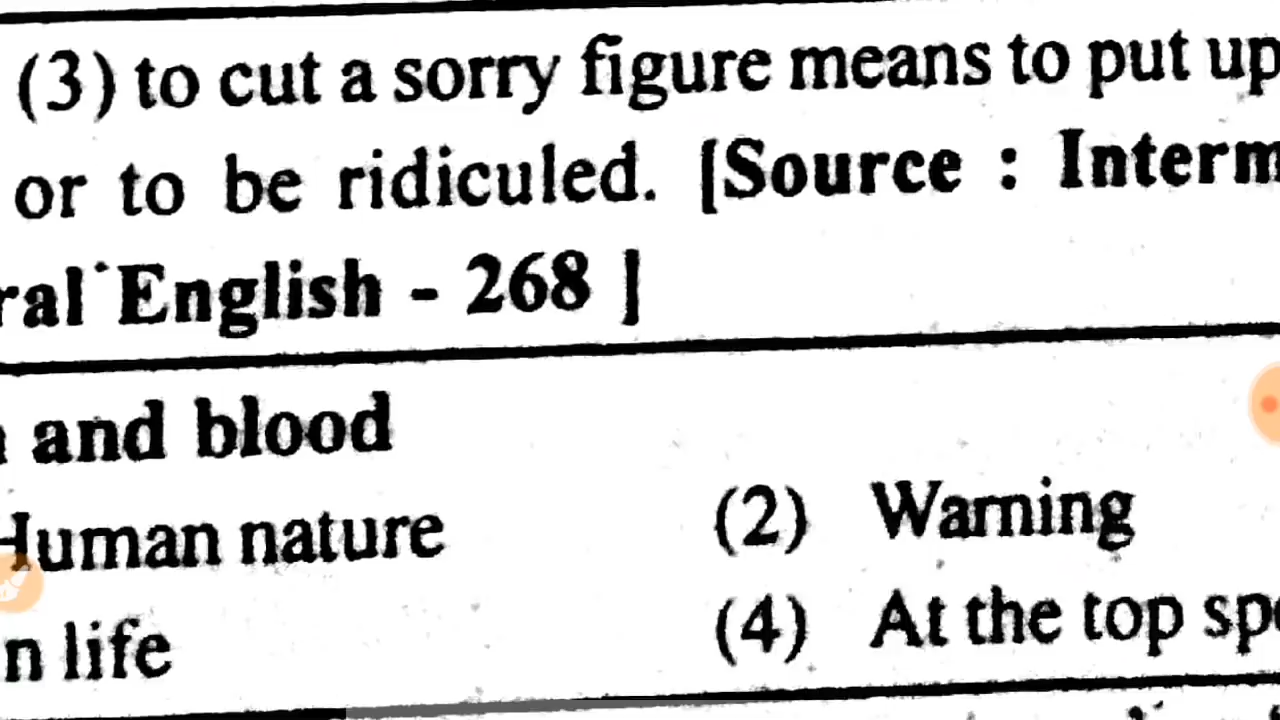 (3) to cut a sorry figure means to put up
or to be ridiculed. [Source : Interm
ral English - 268 ]
and blood
Human nature (2) Warning
n life (4) At the top spe